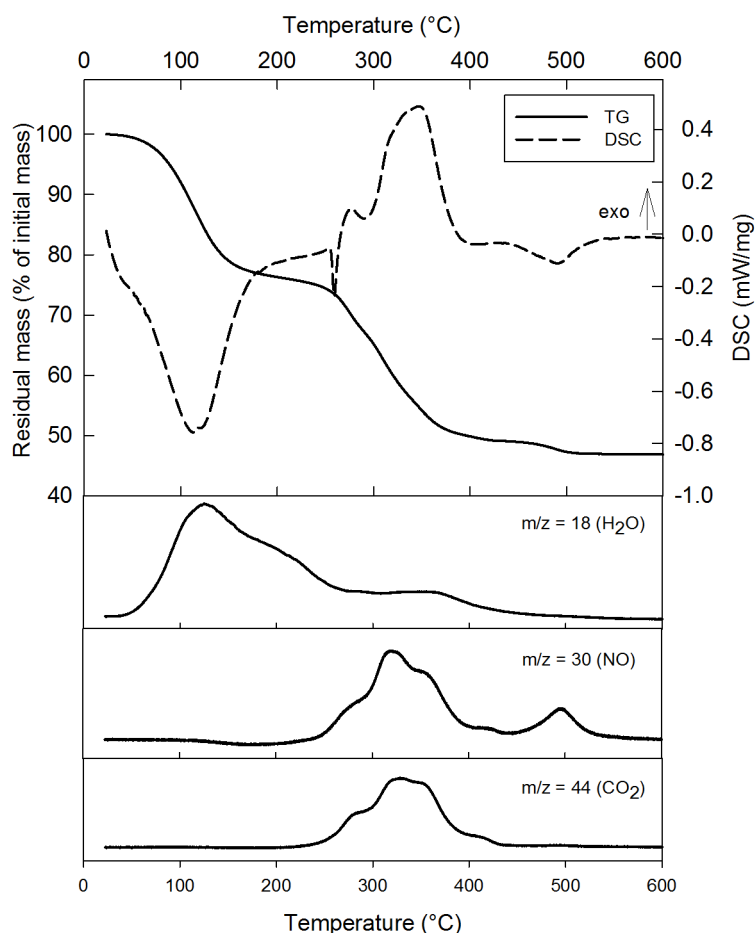 Temperature (°C)
0 100 200 300 400 500 600
TG
DSC
100
90
80
70
60
50
40
Residual mass (% of initial mass)
0.4
0.2
0.0
-0.2
-0.4
-0.6
-0.8
-1.0
DSC (mW/mg)
exo
m/z = 18 (H₂O)
m/z = 30 (NO)
m/z = 44 (CO₂)
0 100 200 300 400 500 600
Temperature (°C)